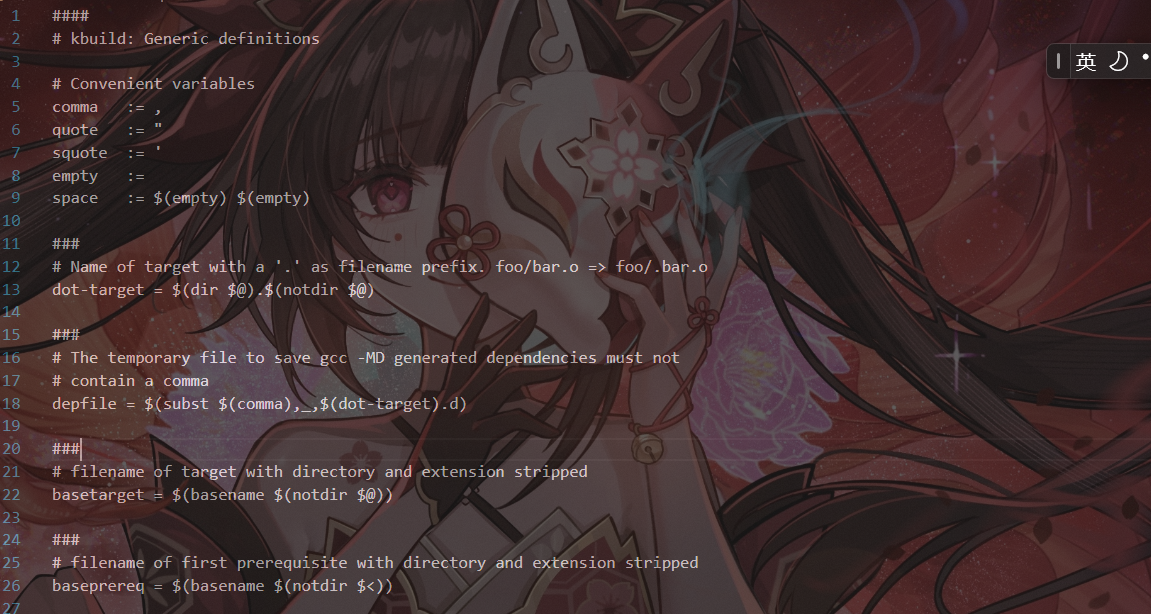 1 ####
2 # kbuild: Generic definitions
3
4 # Convenient variables
5 comma   := ,
6 quote   := "
7 squote  := '
8 empty   :=
9 space   := $(empty) $(empty)
10
11 ###
12 # Name of target with a '.' as filename prefix. foo/bar.o => foo/.bar.o
13 dot-target = $(dir $@).$(notdir $@)
14
15 ###
16 # The temporary file to save gcc -MD generated dependencies must not
17 # contain a comma
18 depfile = $(subst $(comma),_,$(dot-target).d)
19
20 ###
21 # filename of target with directory and extension stripped
22 basetarget = $(basename $(notdir $@))
23
24 ###
25 # filename of first prerequisite with directory and extension stripped
26 baseprereq = $(basename $(notdir $<))
27
英